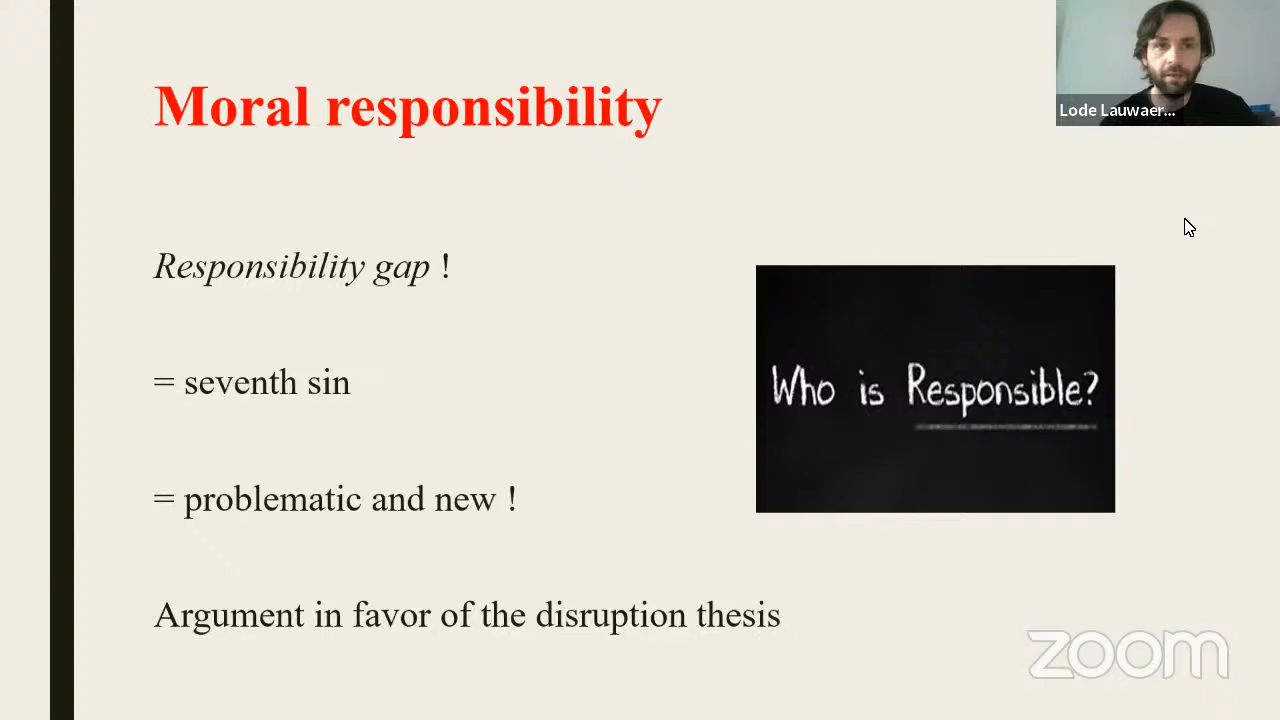 Moral responsibility
Lode Lauwaer...
Responsibility gap !
= seventh sin
Who is Responsible?
= problematic and new !
Argument in favor of the disruption thesis
zoom